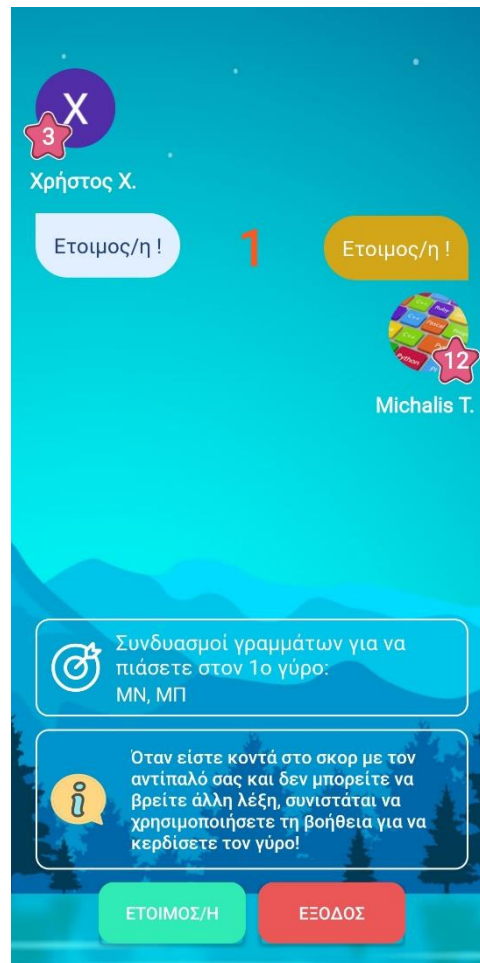 X
3
Χρήστος Χ.
Ετοιμος/η !
1
Ετοιμος/η !
12
Michalis T.
Συνδυασμοί γραμμάτων για να
πιάσετε στον 1ο γύρο:
ΜΝ, ΜΠ
Όταν είστε κοντά στο σκορ με τον
αντίπαλό σας και δεν μπορείτε να
βρείτε άλλη λέξη, συνιστάται να
χρησιμοποιήσετε τη βοήθεια για να
κερδίσετε τον γύρο!
ΕΤΟΙΜΟΣ/Η
ΕΞΟΔΟΣ